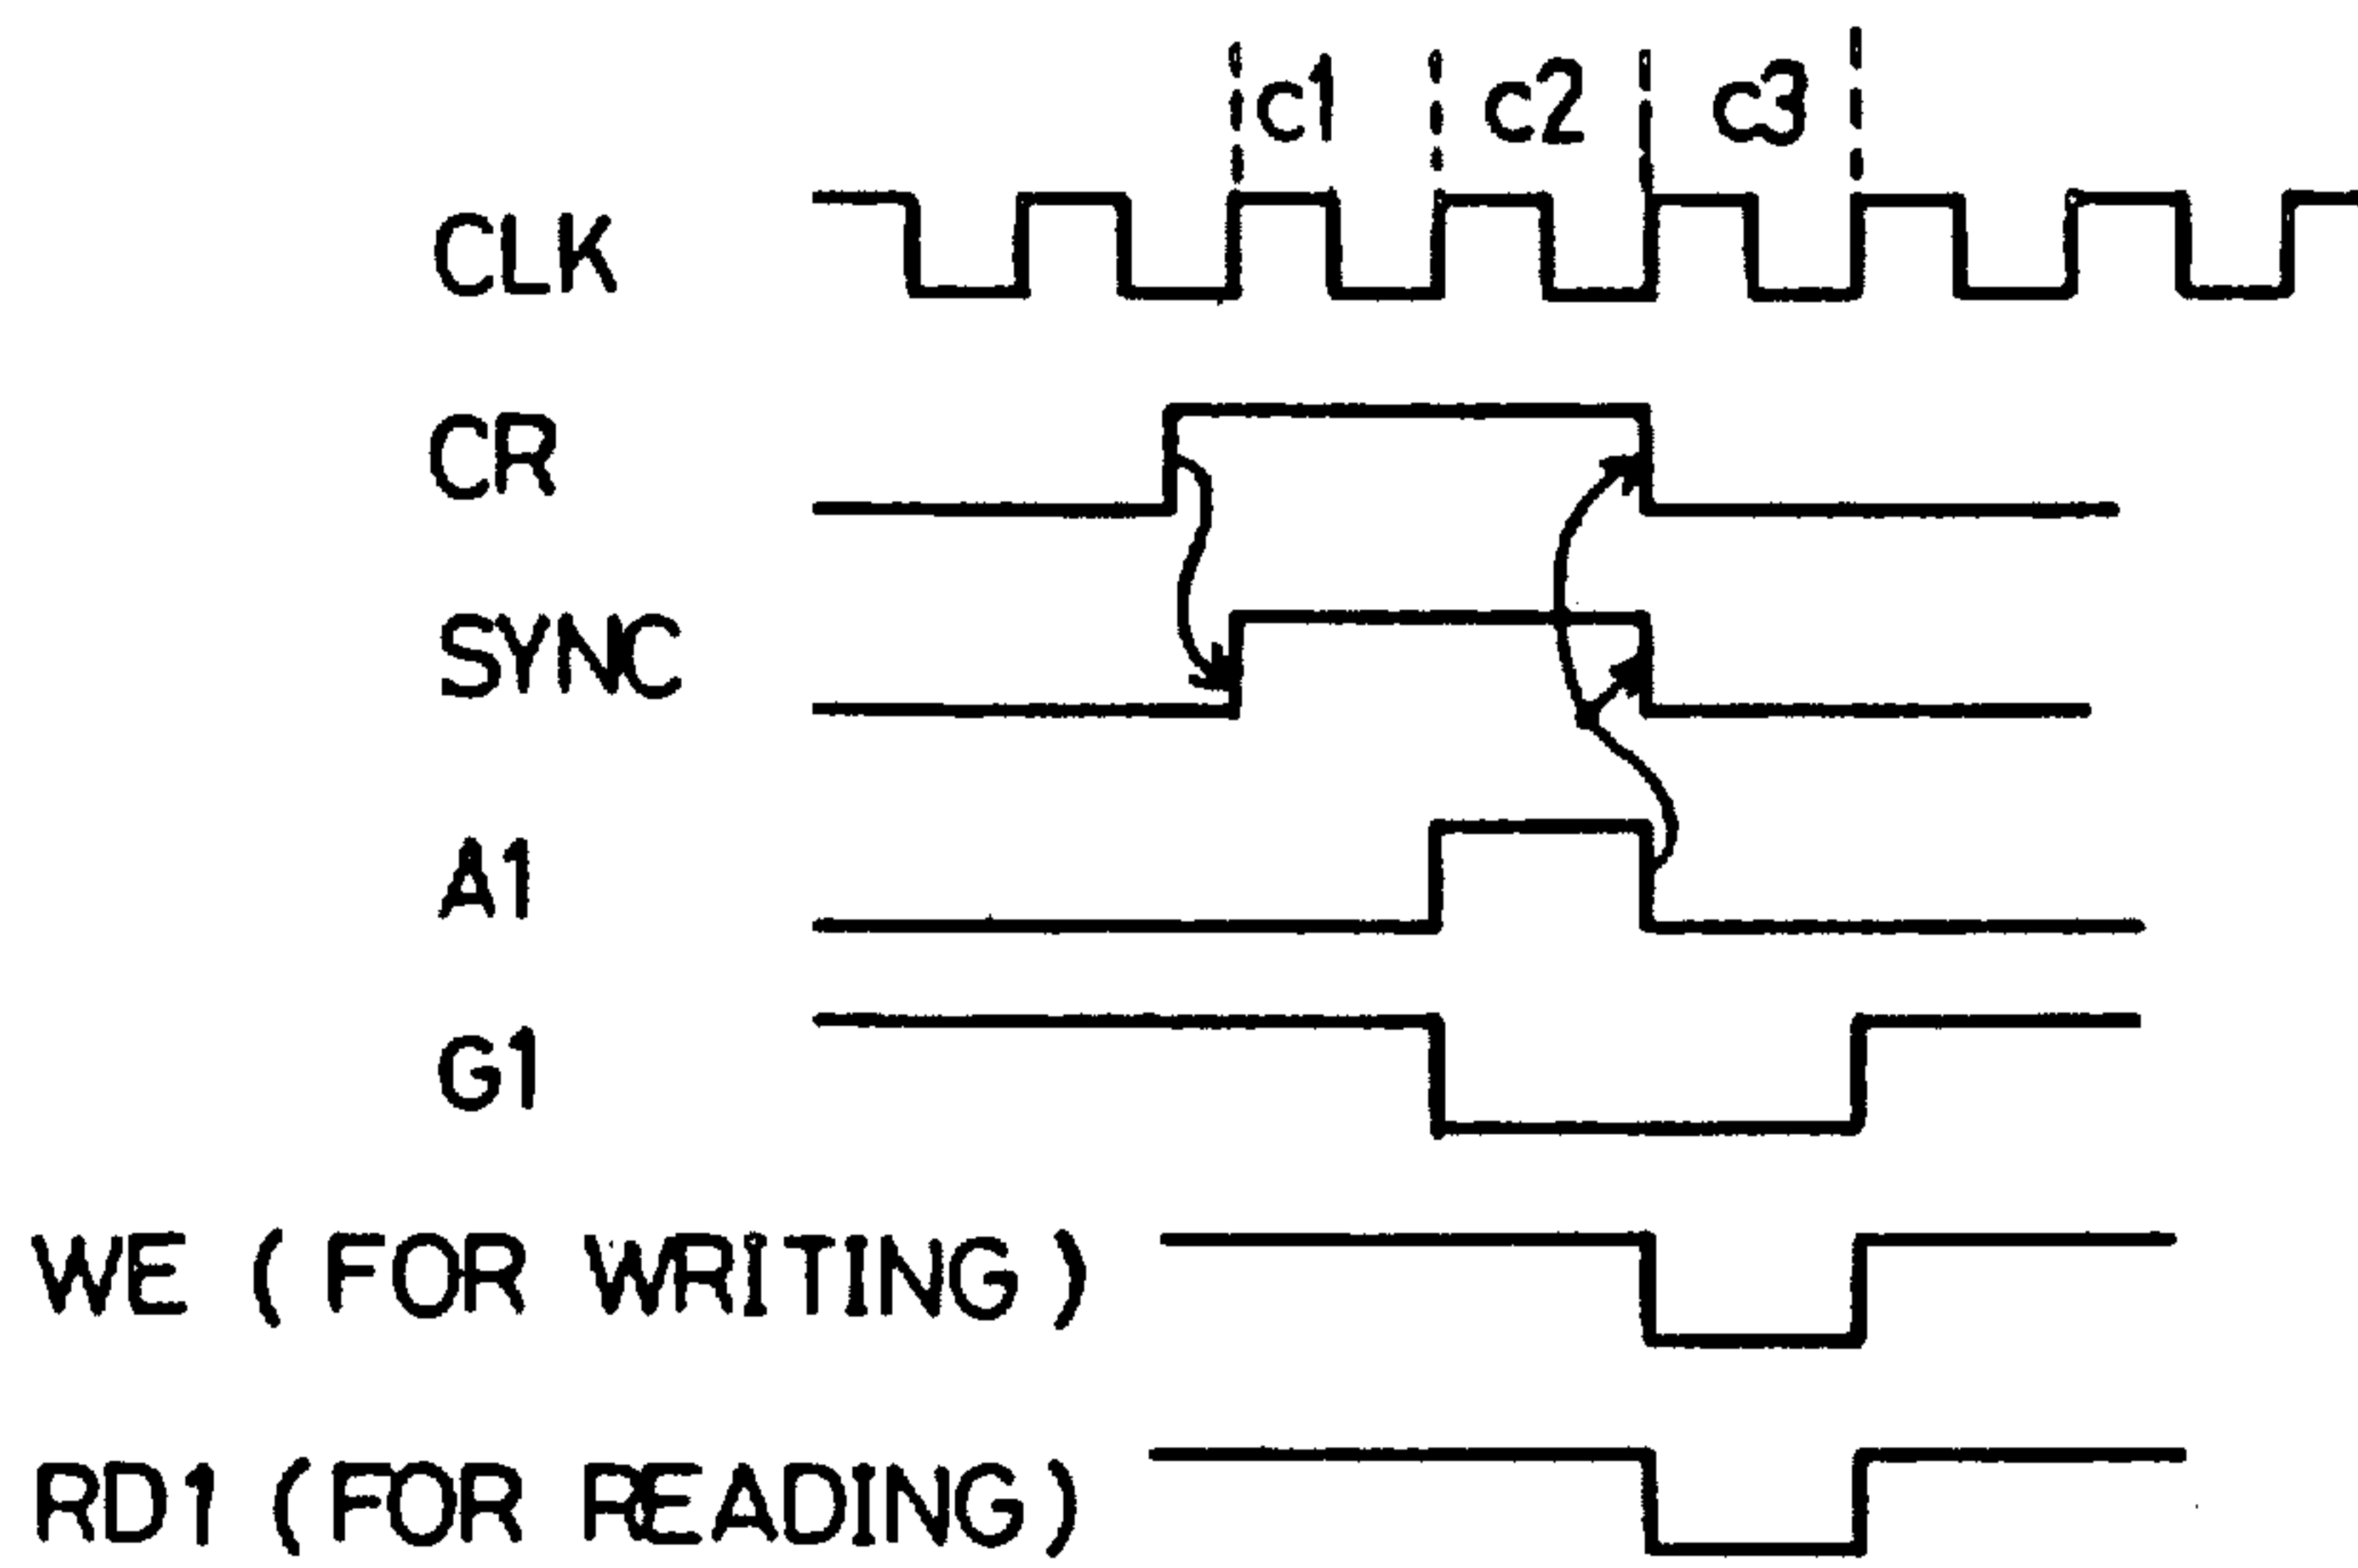 c1 c2 c3
CLK
CR
SYNC
A1
G1
WE ( FOR WRITING )
RD1 ( FOR READING )